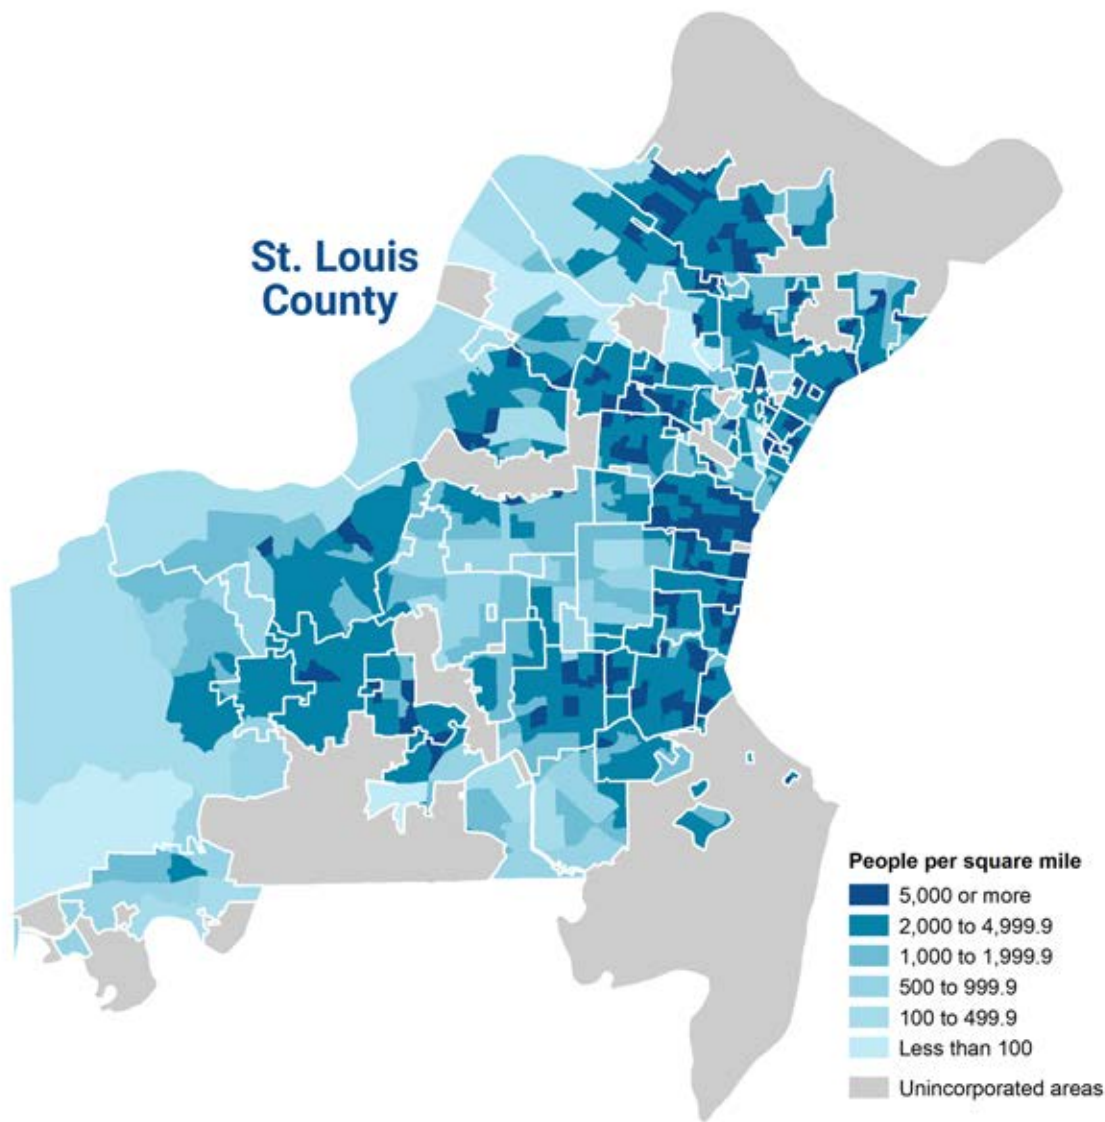 St. Louis
County
People per square mile
5,000 or more
2,000 to 4,999.9
1,000 to 1,999.9
500 to 999.9
100 to 499.9
Less than 100
Unincorporated areas